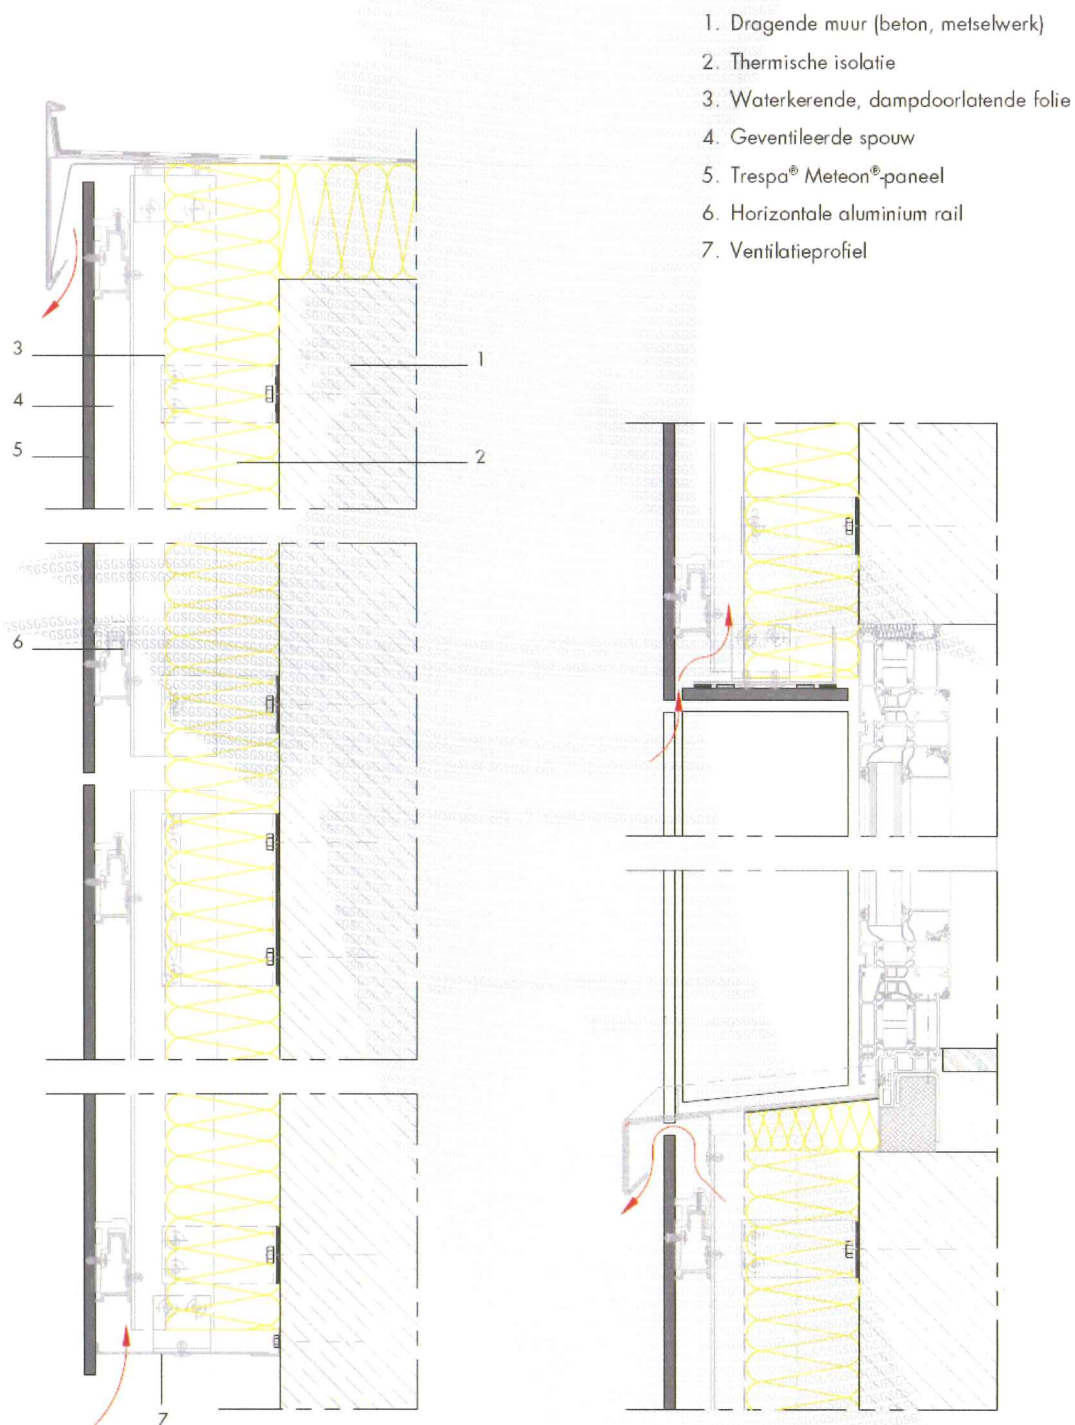 1. Dragende muur (beton, metselwerk)
2. Thermische isolatie
3. Waterkerende, dampdoorlatende folie
4. Geventileerde spouw
5. Trespa® Meteon®-paneel
6. Horizontale aluminium rail
7. Ventilatieprofiel
3
1
4
5
2
6
7